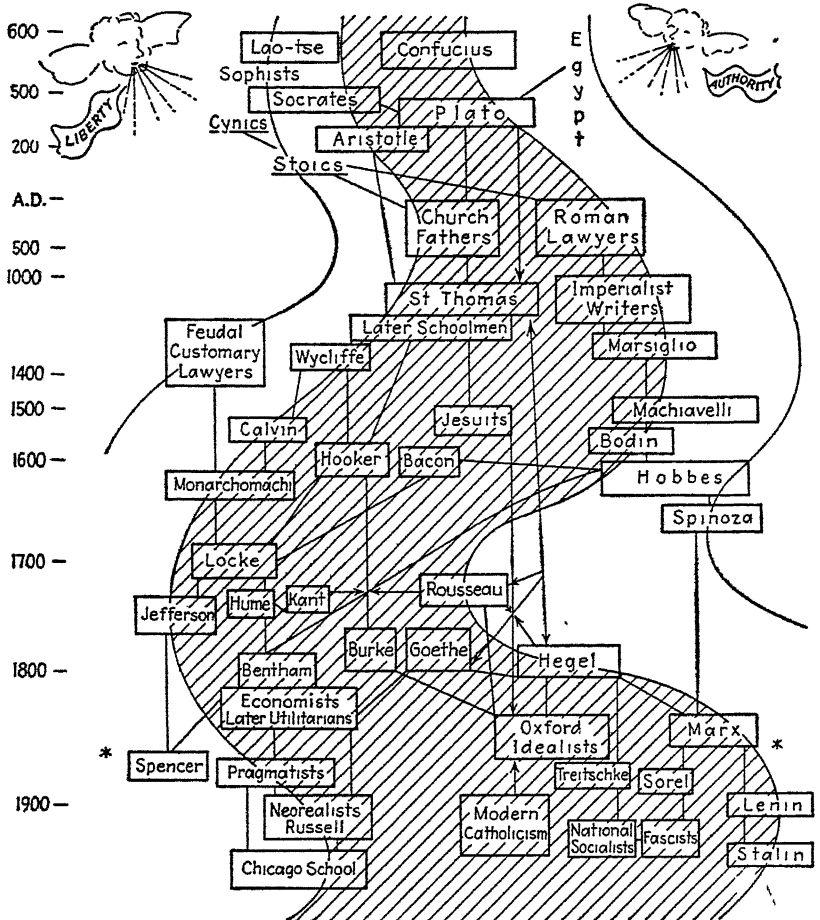 600 —
Lao-tse
Confucius
E
g
y
p
t
LIBERTY
AUTHORITY
Sophists
500 —
Socrates
Plato
Cynics
200 —
Aristotle
Stoics
A.D. —
Church
Fathers
Roman
Lawyers
500 —
1000 —
St Thomas
Imperialist
Writers
Later Schoolmen
Feudal
Customary
Lawyers
Wycliffe
Marsiglio
1400 —
1500 —
Calvin
Jesuits
Machiavelli
Bodin
1600 —
Hooker
Bacon
Hobbes
Monarchomachi
Spinoza
1700 —
Locke
Rousseau
Jefferson
Hume
Kant
Burke
Goethe
Hegel
1800 —
Bentham
Economists
Later Utilitarians
Oxford
Idealists
Marx
*
*
Spencer
Pragmatists
Treitschke
Sorel
1900 —
Neorealists
Russell
Modern
Catholicism
National
Socialists
Fascists
Lenin
Chicago School
Stalin